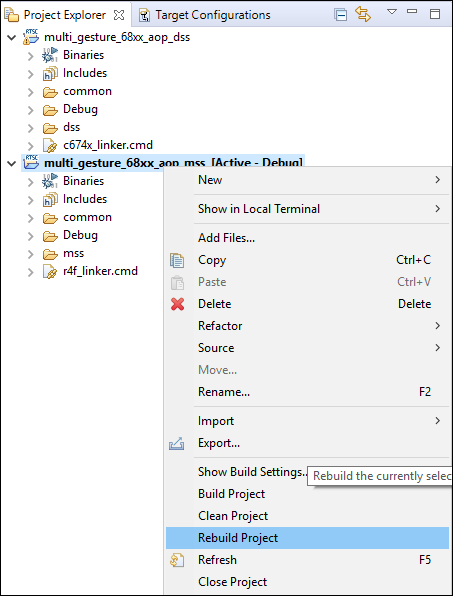 Project Explorer
Target Configurations
RTSC
multi_gesture_68xx_aop_dss
Binaries
Includes
common
Debug
dss
c674x_linker.cmd
RTSC
multi_gesture_68xx_aop_mss [Active - Debug]
Binaries
Includes
common
Debug
mss
r4f_linker.cmd
New
Show in Local Terminal
Add Files...
Copy Ctrl+C
Paste Ctrl+V
Delete Delete
Refactor
Source
Move...
Rename... F2
Import
Export...
Show Build Settings...
Rebuild the currently selec
Build Project
Clean Project
Rebuild Project
Refresh F5
Close Project